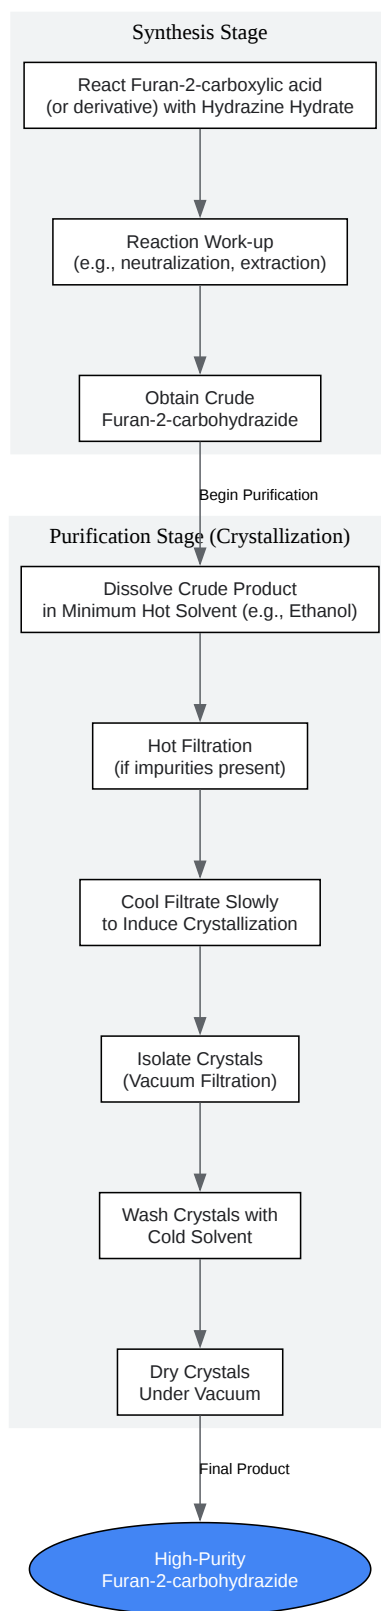 Synthesis Stage
React Furan-2-carboxylic acid
(or derivative) with Hydrazine Hydrate
Reaction Work-up
(e.g., neutralization, extraction)
Obtain Crude
Furan-2-carbohydrazide
Begin Purification
Purification Stage (Crystallization)
Dissolve Crude Product
in Minimum Hot Solvent (e.g., Ethanol)
Hot Filtration
(if impurities present)
Cool Filtrate Slowly
to Induce Crystallization
Isolate Crystals
(Vacuum Filtration)
Wash Crystals with
Cold Solvent
Dry Crystals
Under Vacuum
Final Product
High-Purity
Furan-2-carbohydrazide